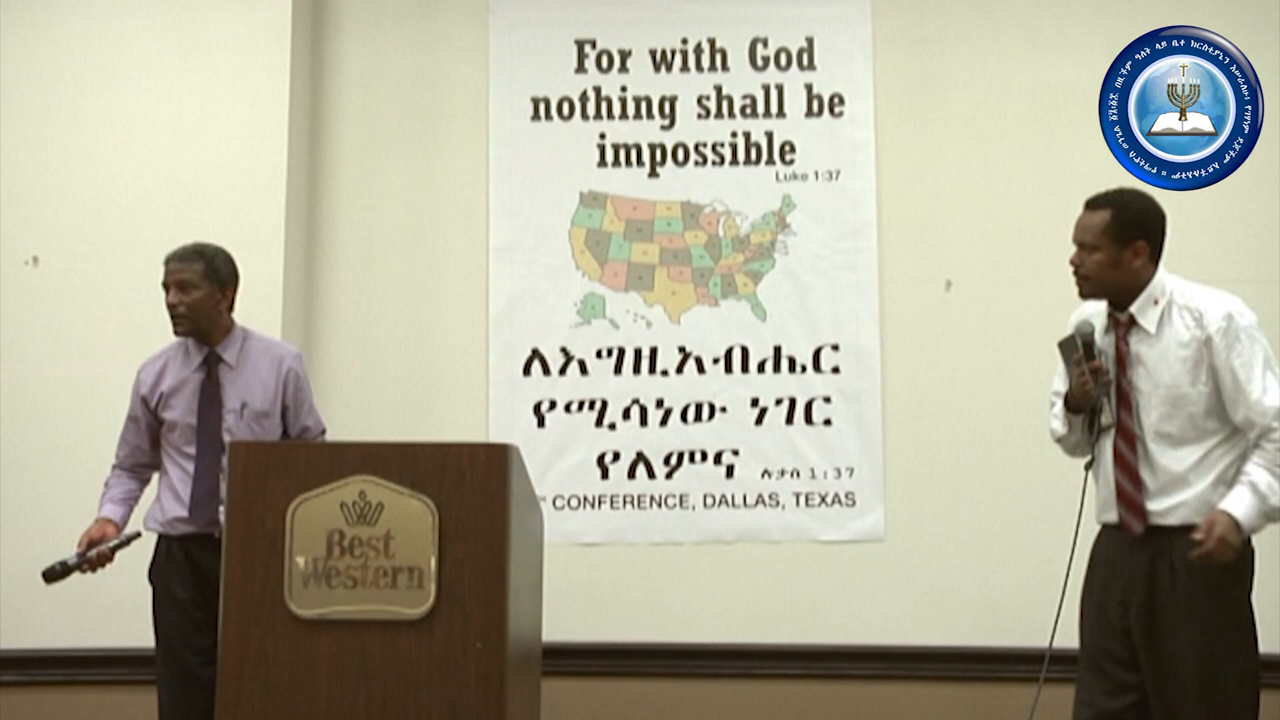 For with God
nothing shall be
impossible
Luke 1:37
ለእግዚአብሔር
የሚሳነው ነገር
የለምና ሉቃስ 1:37
CONFERENCE, DALLAS, TEXAS
Best
Western